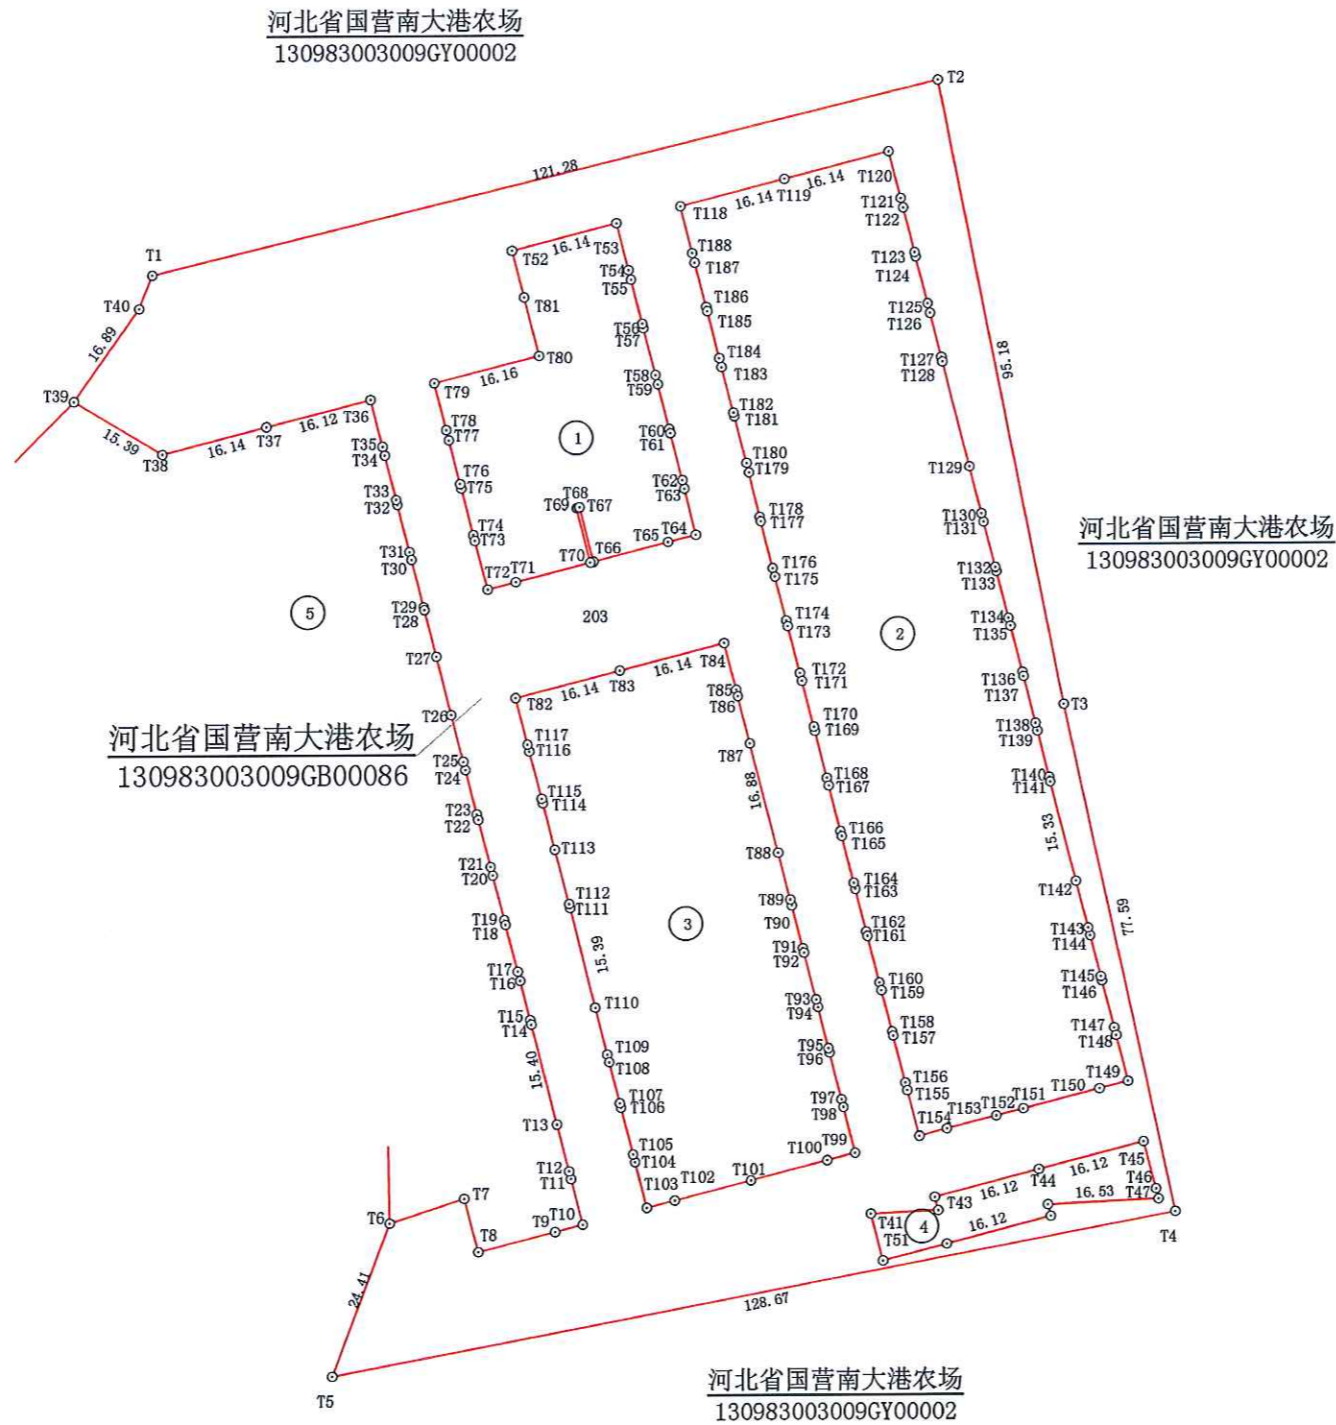 河北省国营南大港农场
130983003009GY00002
T2
121.28
T120
16.14
T119
16.14
T118
T121
T122
T1
16.14
T53
T52
T188
T187
T54
T55
T123
T124
T40
T81
T186
T185
T125
T126
16.89
T56
T57
T80
T184
T183
T127
T128
95.18
T79
16.16
T58
T59
T39
T36
16.12
T37
16.14
T38
15.39
T35
T34
T78
T77
1
T60
T61
T182
T181
T180
T179
T129
T76
T75
T62
T63
T33
T32
T68
T69
T67
T178
T177
T130
T131
河北省国营南大港农场
130983003009GY00002
T74
T73
T65
T64
T31
T30
T70
T66
T72
T71
T176
T175
T132
T133
5
T29
T28
203
T174
T173
2
T134
T135
T27
T84
16.14
T83
16.14
T82
T172
T171
T136
T137
T85
T86
T3
T26
河北省国营南大港农场
130983003009GB00086
T117
T116
T87
T170
T169
T138
T139
T25
T24
T168
T167
T140
T141
16.88
T115
T114
T23
T22
T166
T165
15.33
T113
T88
T21
T20
T164
T163
T142
T112
T111
T89
T90
77.59
T19
T18
3
T162
T161
T143
T144
T91
T92
15.39
T17
T16
T160
T159
T145
T146
T110
T93
T94
T15
T14
T158
T157
T147
T148
T109
T108
T95
T96
15.40
T156
T155
T149
T150
T151
T152
T153
T154
T107
T106
T97
T98
T13
T105
T104
T99
T100
T101
T102
T103
T12
T11
T45
16.12
T44
16.12
T43
T46
T47
16.53
T7
T6
T10
T9
T8
T41
T51
4
16.12
T4
24.41
128.67
T5
河北省国营南大港农场
130983003009GY00002